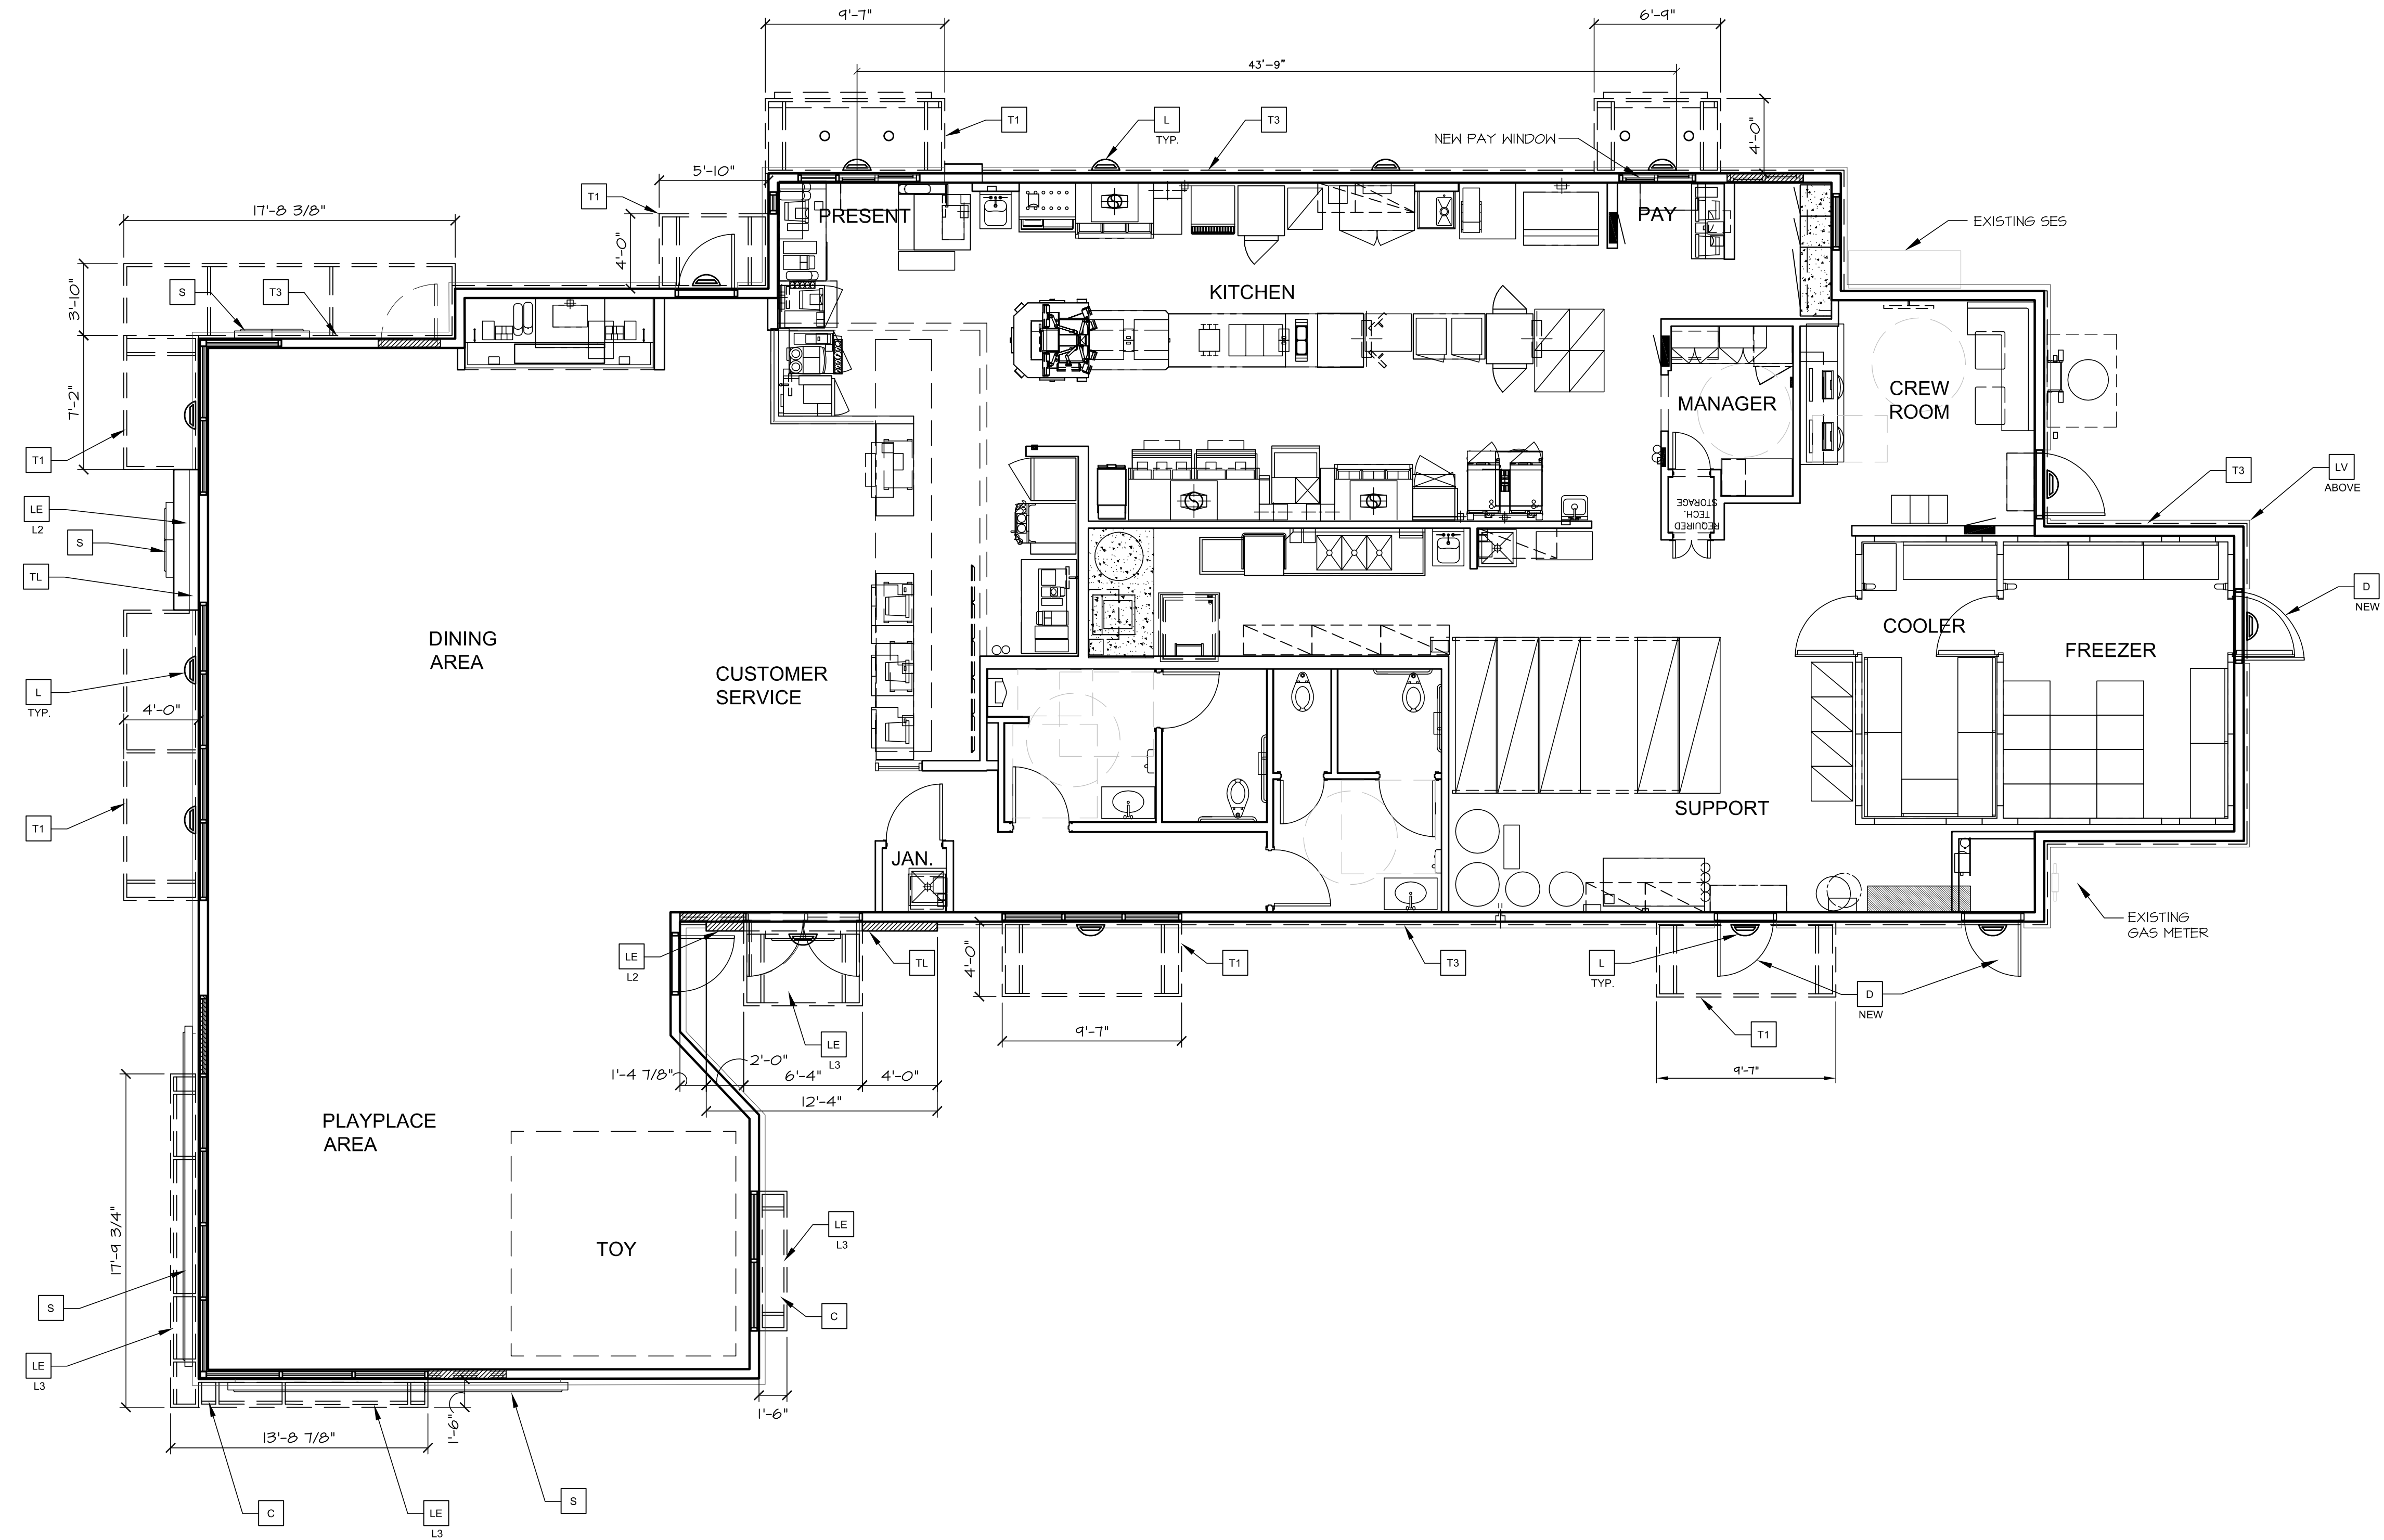 9'-7"
6'-9"
43'-9"
T1
L
TYP.
T3
NEW PAY WINDOW
4'-0"
5'-10"
T1
4'-0"
17'-8 3/8"
3'-10"
S
T3
7'-2"
PRESENT
PAY
EXISTING SES
KITCHEN
MANAGER
CREW
ROOM
REQUIRED
TECH.
STORAGE
T1
LE
L2
S
TL
T3
LV
ABOVE
D
NEW
DINING
AREA
CUSTOMER
SERVICE
COOLER
FREEZER
L
TYP.
4'-0"
T1
SUPPORT
JAN.
EXISTING
GAS METER
LE
L2
TL
4'-0"
T1
T3
L
TYP.
D
NEW
T1
LE
L3
9'-7"
9'-7"
1'-4 7/8"
2'-0"
6'-4"
4'-0"
12'-4"
PLAYPLACE
AREA
TOY
17'-9 3/4"
LE
L3
C
S
LE
L3
1'-6"
1'-6"
13'-8 7/8"
C
LE
L3
S